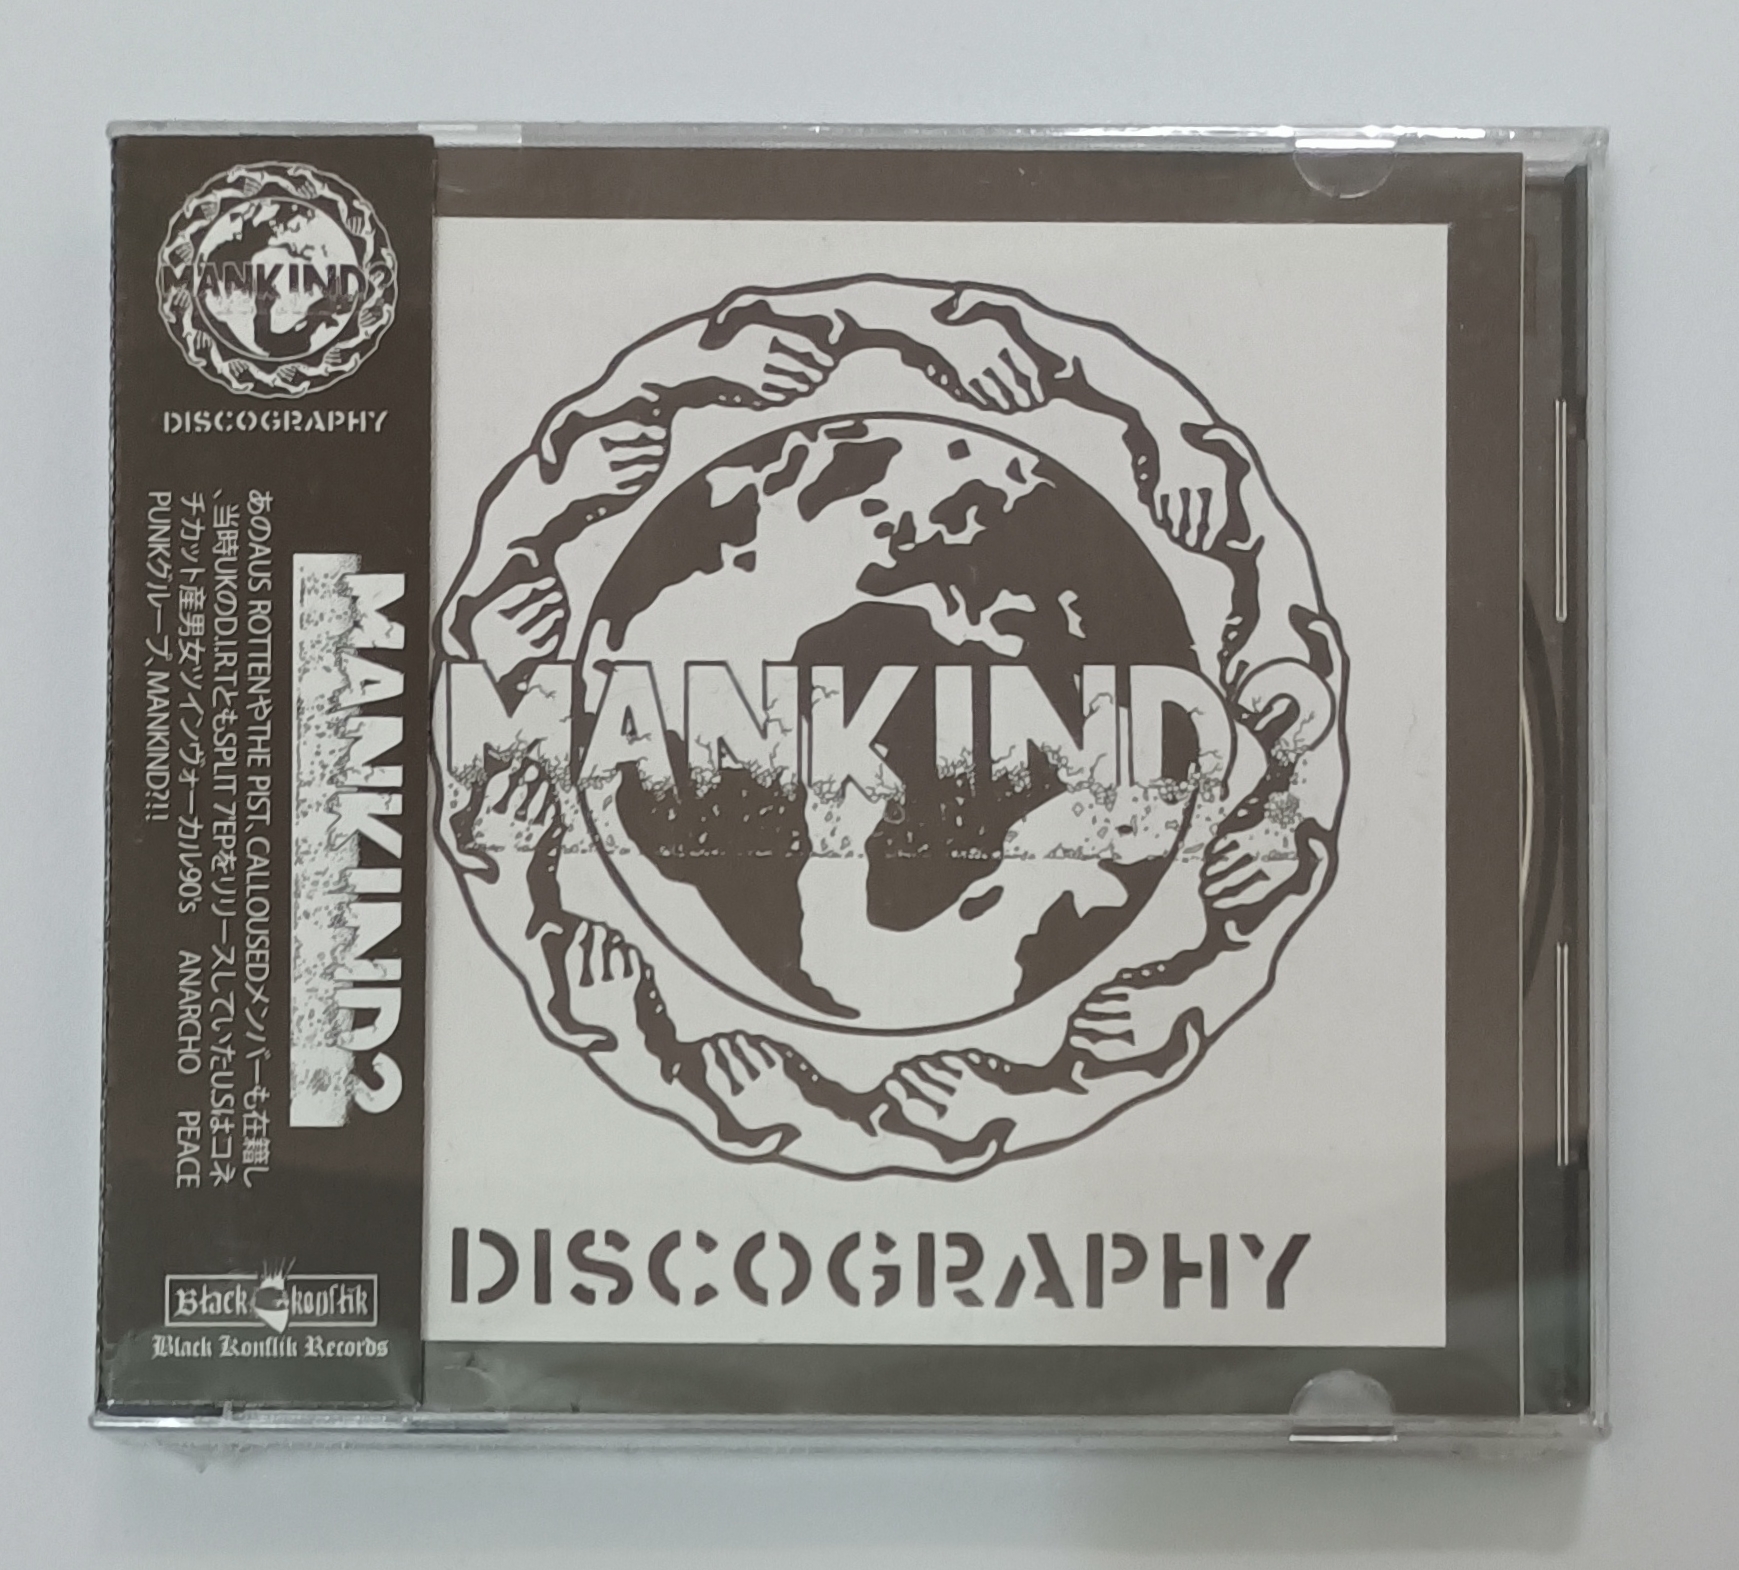 MANKIND?
DISCOGRAPHY
あのAUS ROTTENやTHE PIST, CALLOUSEDメンバーも在籍し
、当時UKのD.I.R.TともSPLIT 7'EPをリリースしていたU.Sはコネ
チカット産男女ツインヴォーカル90's ANARCHO PEACE
PUNKグループ、MANKIND?!!
MANKIND?
Black konflik
Black Konflik Records
MANKIND?
DISCOGRAPHY